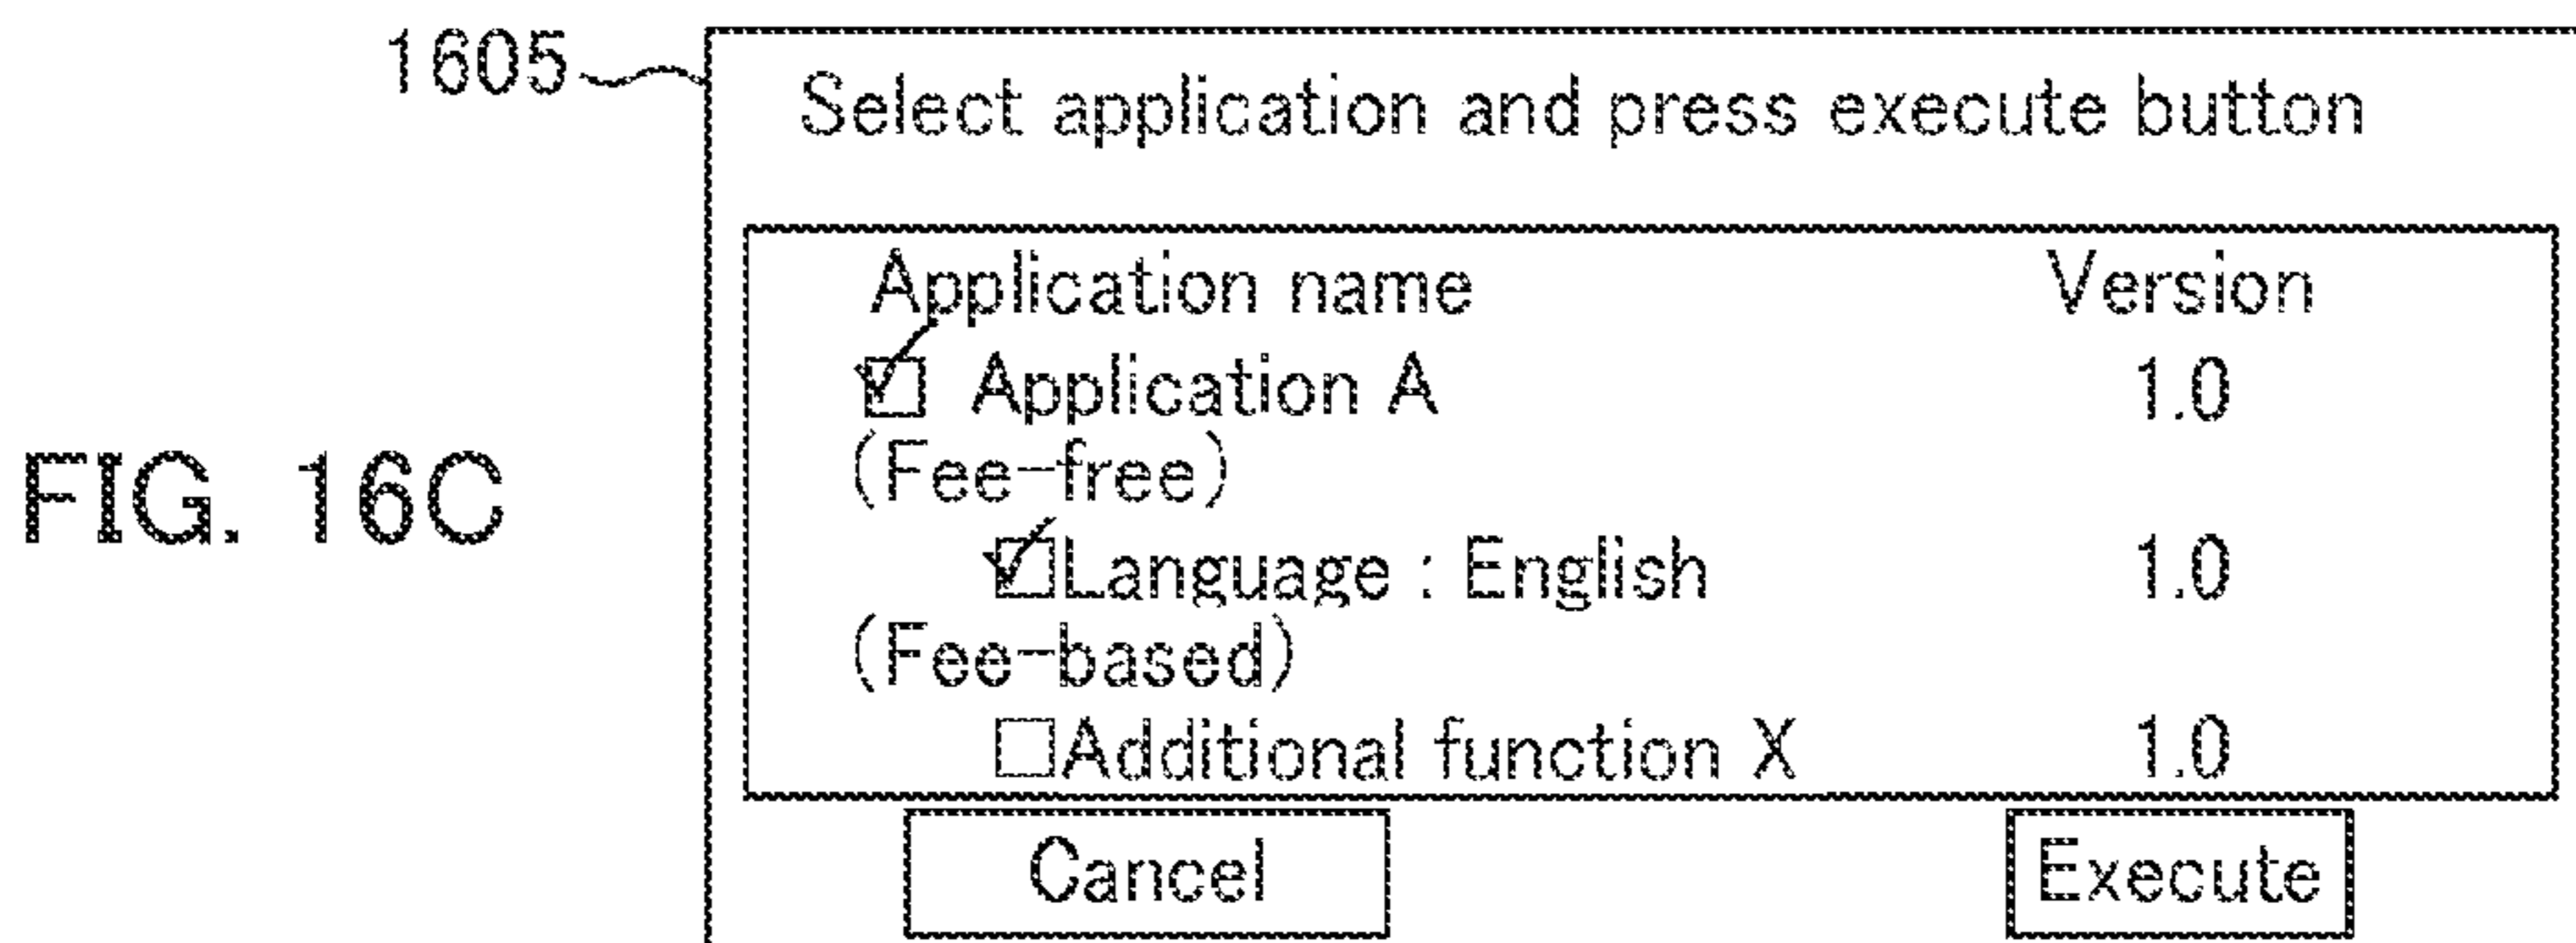 1605
Select application and press execute button
Application name Version
Application A 1.0
(Fee-free)
FIG. 16C
Language : English 1.0
(Fee-based)
Additional function X 1.0
Cancel Execute